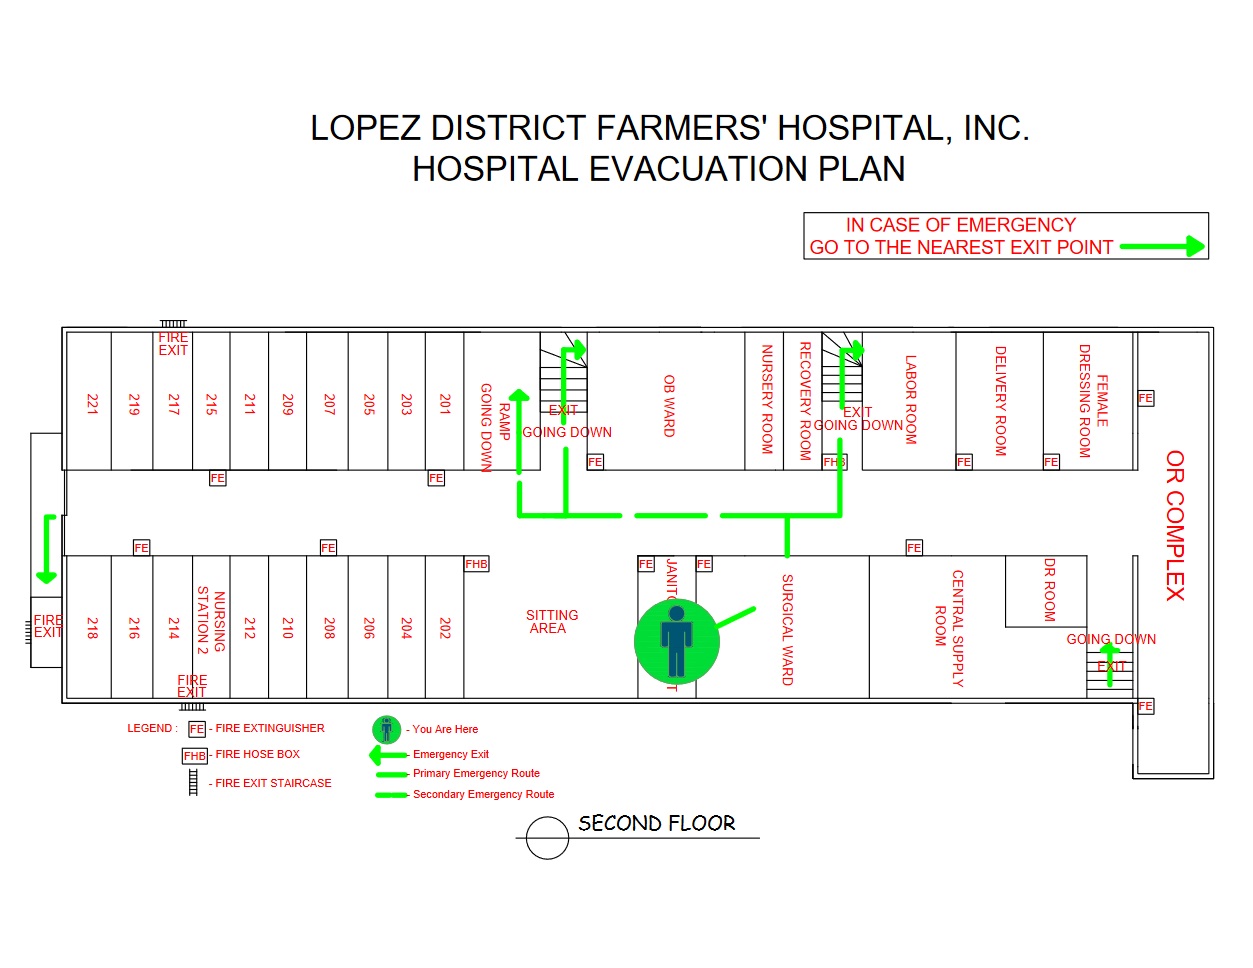 LOPEZ DISTRICT FARMERS' HOSPITAL, INC.
HOSPITAL EVACUATION PLAN
IN CASE OF EMERGENCY
GO TO THE NEAREST EXIT POINT
FIRE
EXIT
221
219
217
215
211
209
207
205
203
201
RAMP
GOING DOWN
EXIT
GOING DOWN
OB WARD
NURSERY ROOM
RECOVERY ROOM
EXIT
GOING DOWN
LABOR ROOM
DELIVERY ROOM
FEMALE
DRESSING ROOM
FE
FE
FHB
FE
FE
FE
FE
OR COMPLEX
FE
FE
FHB
FE
FE
FE
FIRE
EXIT
218
216
214
NURSING
STATION 2
212
210
208
206
204
202
SITTING
AREA
SURGICAL WARD
CENTRAL SUPPLY
ROOM
DR ROOM
GOING DOWN
EXIT
FIRE
EXIT
FE
LEGEND :
FE - FIRE EXTINGUISHER
FHB - FIRE HOSE BOX
- FIRE EXIT STAIRCASE
- You Are Here
- Emergency Exit
- Primary Emergency Route
- Secondary Emergency Route
SECOND FLOOR